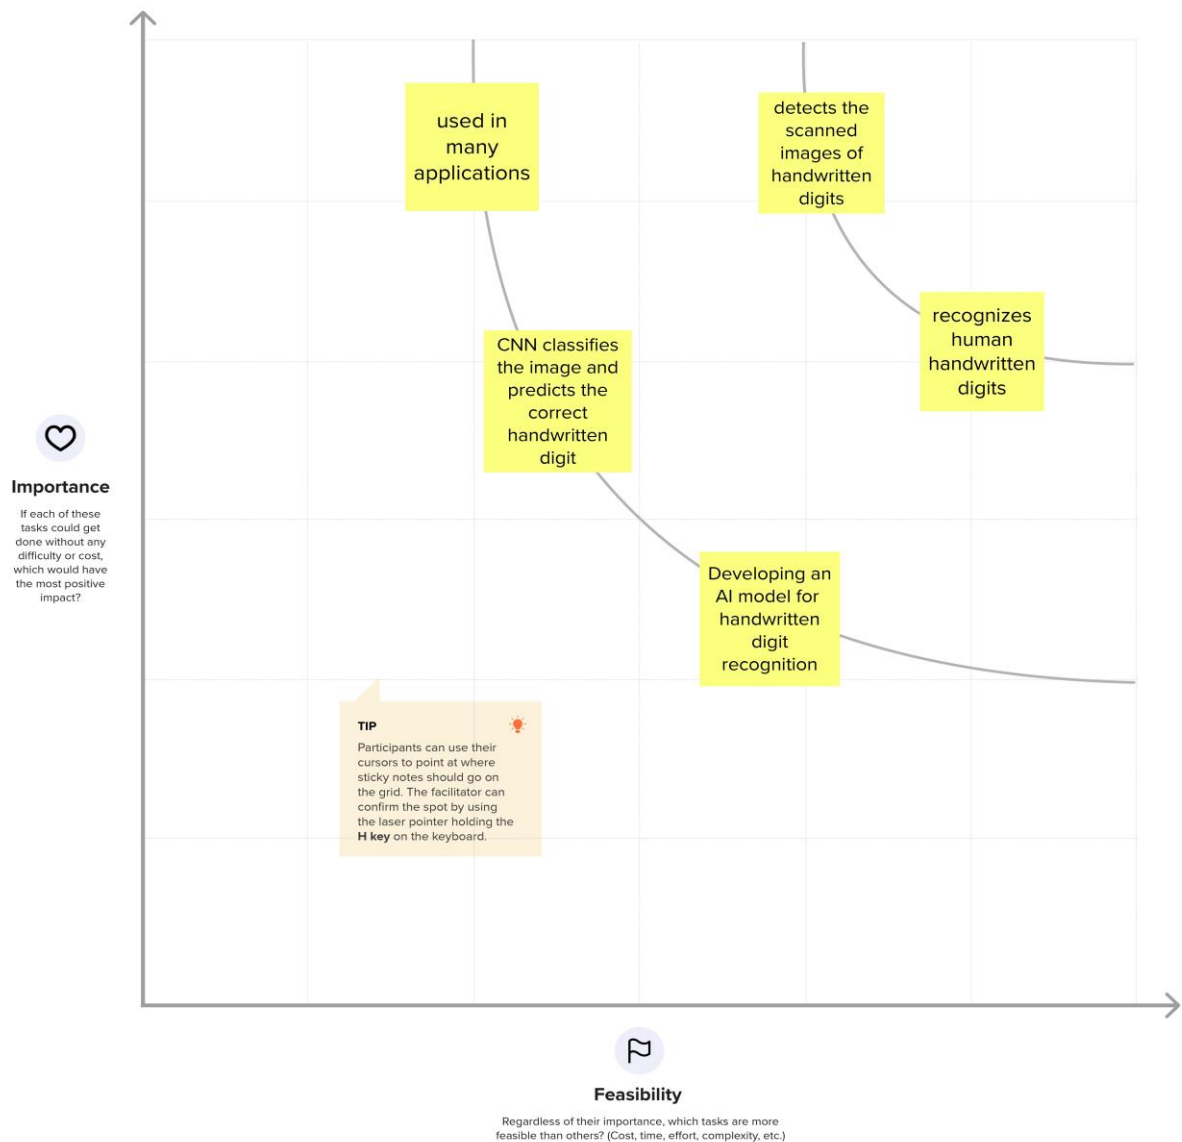 used in
many
applications
detects the
scanned
images of
handwritten
digits
recognizes
human
handwritten
digits
CNN classifies
the image and
predicts the
correct
handwritten
digit
Importance
If each of these
tasks could get
done without any
difficulty or cost,
which would have
the most positive
impact?
Developing an
AI model for
handwritten
digit
recognition
TIP
Participants can use their
cursors to point at where
sticky notes should go on
the grid. The facilitator can
confirm the spot by using
the laser pointer holding the
H key on the keyboard.
Feasibility
Regardless of their importance, which tasks are more
feasible than others? (Cost, time, effort, complexity, etc.)